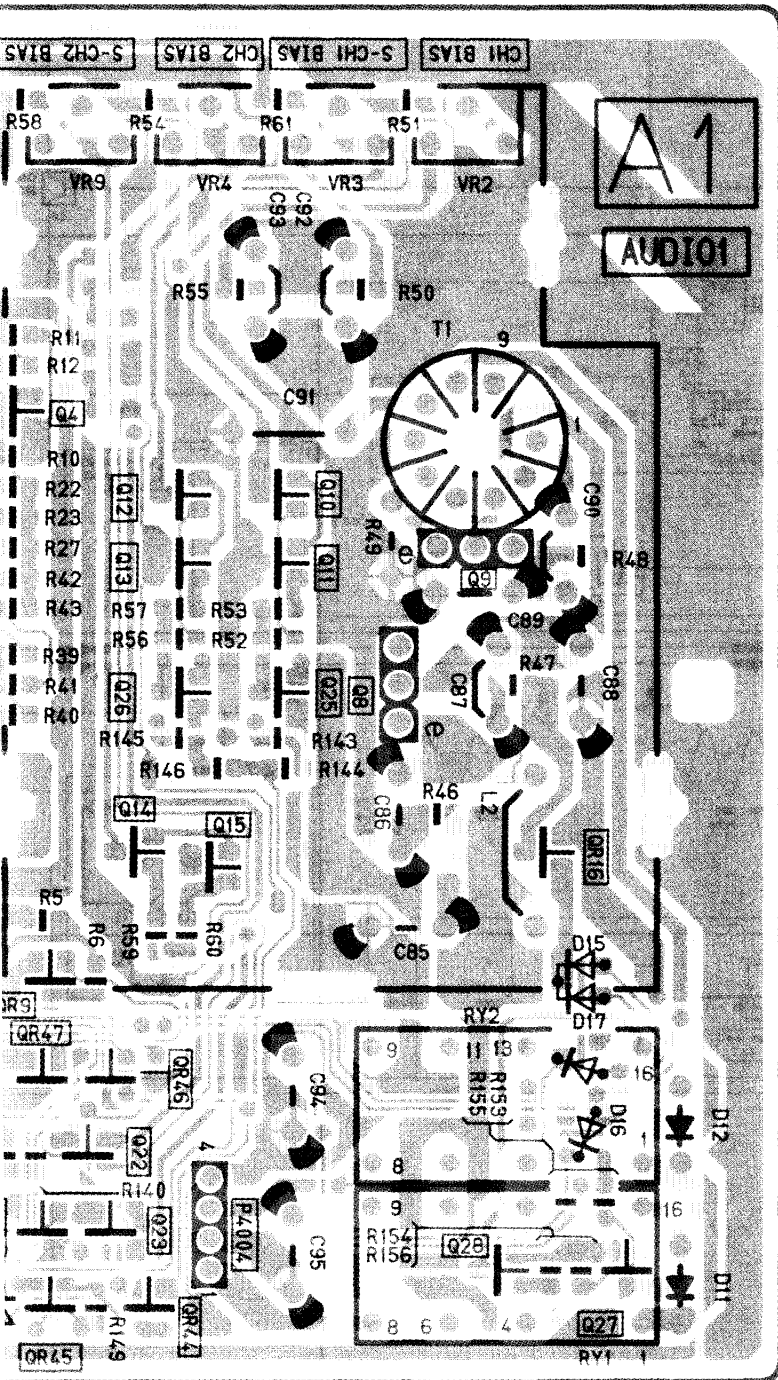 S-CH2 BIAS
CH2 BIAS
S-CH1 BIAS
CH1 BIAS
R58
R54
R61
R51
A1
VR9
VR4
VR3
VR2
C93
C92
AUDIO1
R55
R50
T1
9
R11
R12
C91
1
Q4
R10
R22
Q12
Q10
C90
R23
R49
R27
e
R48
R42
Q13
Q11
Q9
R43
R57
R53
C89
R56
R52
R39
R47
R41
Q26
Q25
Q8
C87
C88
R40
e
R145
R143
R146
R144
Q14
Q15
C86
R46
L2
QR16
R5
R6
R59
R60
C85
D15
D17
QR9
RY2
QR47
9
11
13
16
QR46
C94
R155
R153
D16
D12
Q22
4
8
1
R140
Q23
P4004
9
16
R154
R156
Q28
C95
D11
1
8
6
4
Q27
QR45
R149
QR44
RY1
1